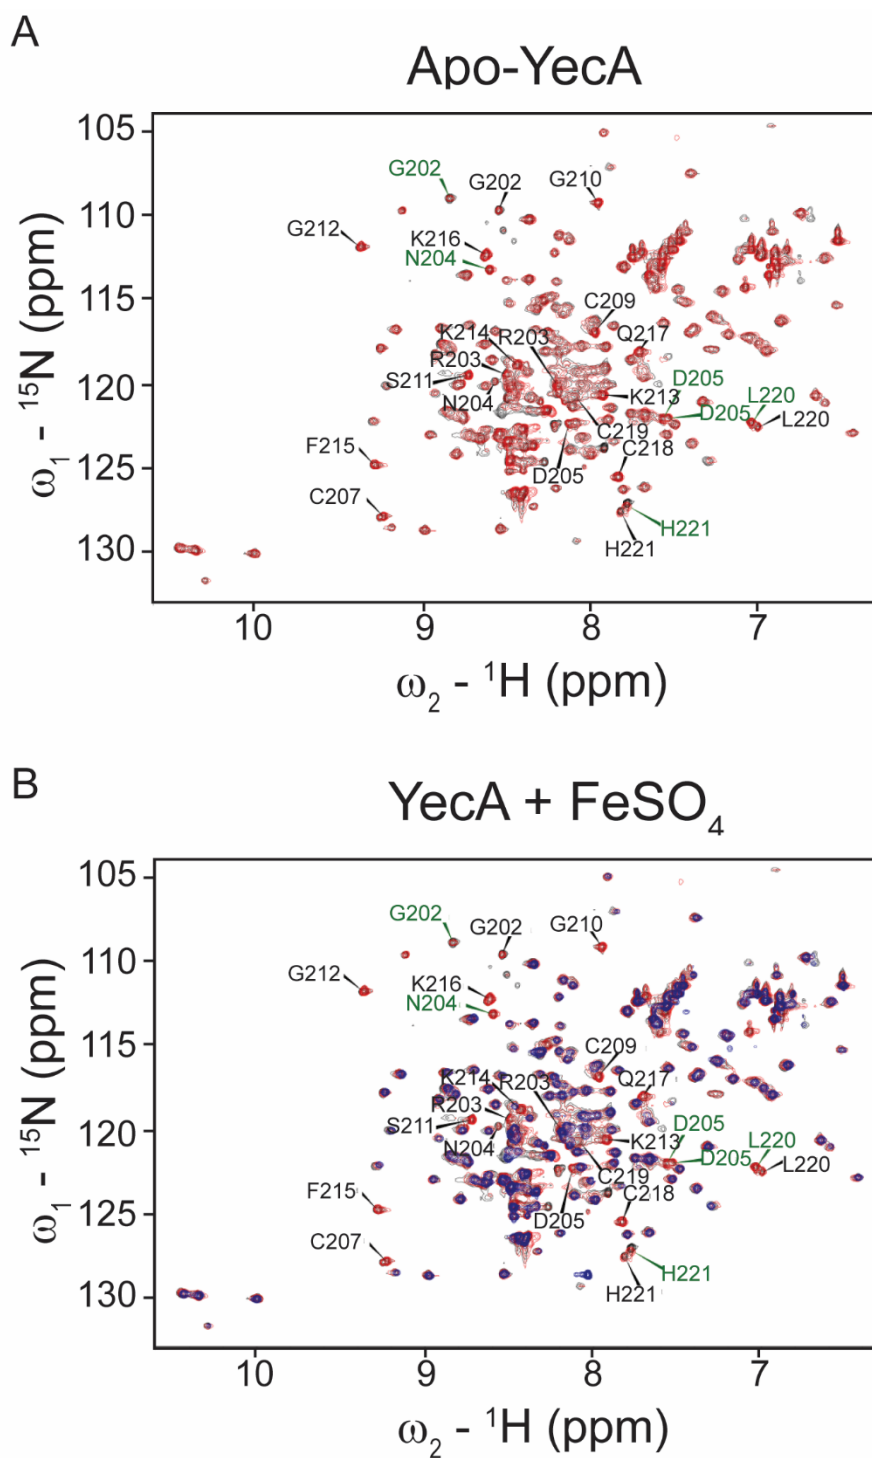 A
Apo-YecA
105
G202
G202
G210
110
G212
K216
N204
115
C209
K214
R203
Q217
R203
120
S211
D205
N204
K213
D205
L220
L220
C219
F215
C218
125
D205
C207
H221
H221
130
10
9
8
7
ω1 - 15N (ppm)
ω2 - 1H (ppm)
B
YecA + FeSO4
105
G202
G202
G210
110
G212
K216
N204
115
C209
K214
R203
Q217
R203
120
S211
D205
N204
K213
D205
L220
L220
C219
F215
C218
125
D205
C207
H221
H221
130
10
9
8
7
ω1 - 15N (ppm)
ω2 - 1H (ppm)